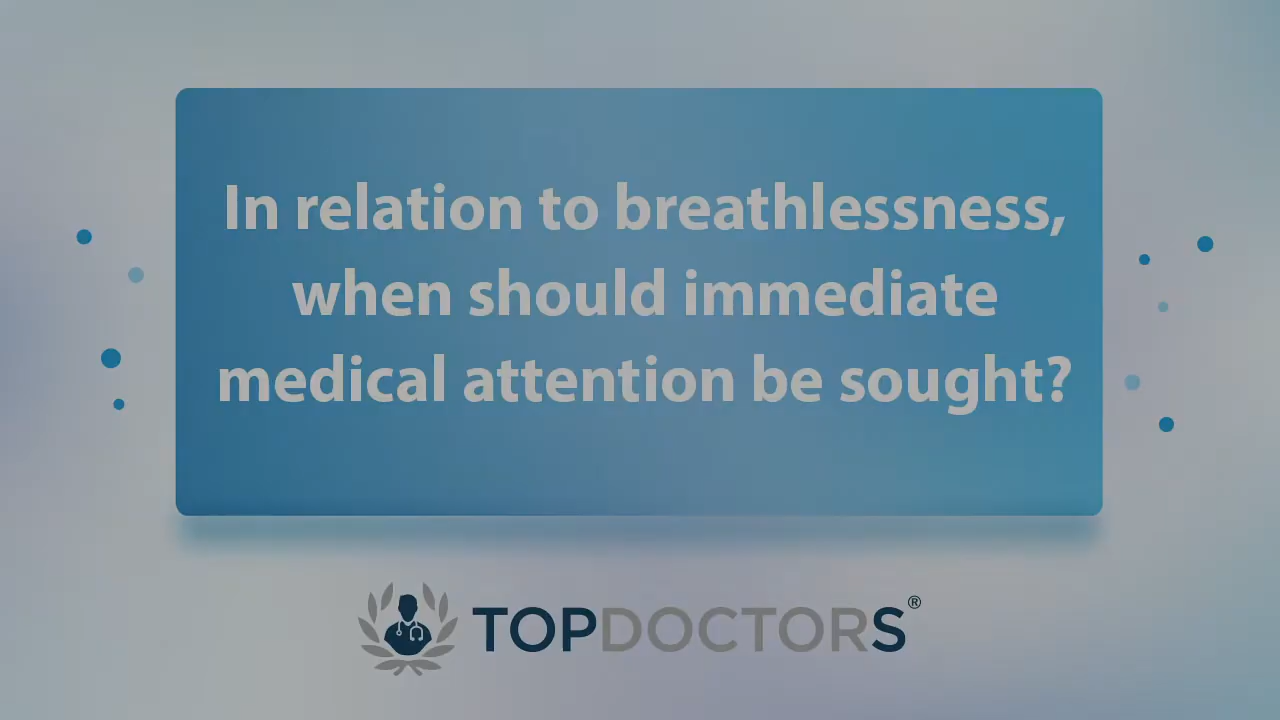 In relation to breathlessness,
when should immediate
medical attention be sought?
TOPDOCTORS®